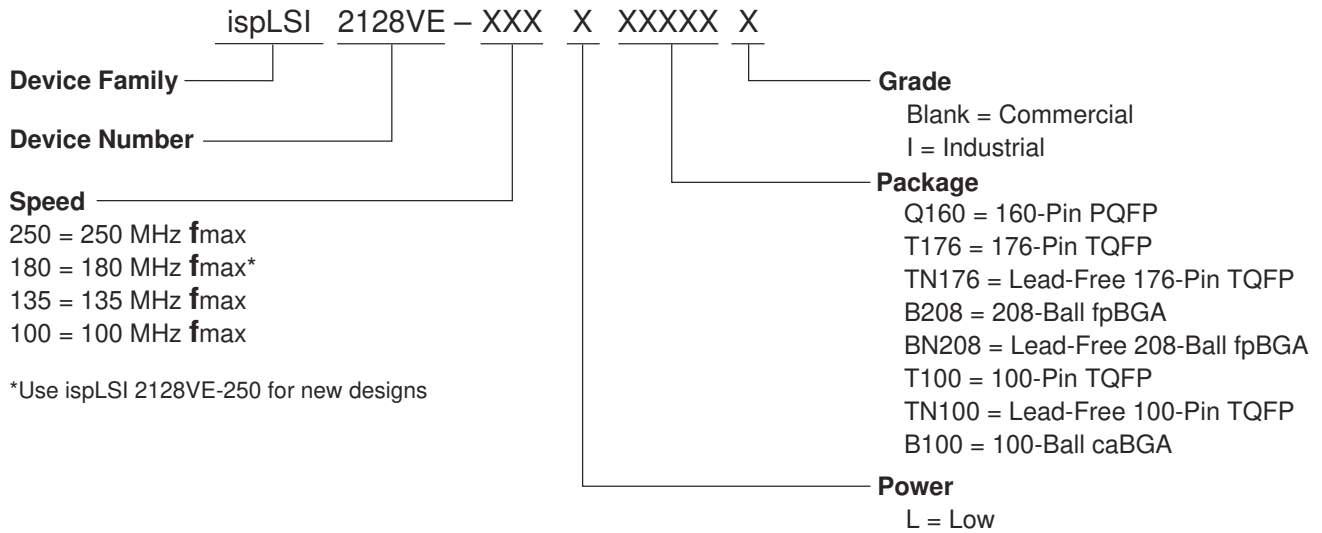 ispLSI 2128VE – XXX X XXXXX X
Device Family
Device Number
Speed
250 = 250 MHz fmax
180 = 180 MHz fmax*
135 = 135 MHz fmax
100 = 100 MHz fmax
*Use ispLSI 2128VE-250 for new designs
Grade
Blank = Commercial
I = Industrial
Package
Q160 = 160-Pin PQFP
T176 = 176-Pin TQFP
TN176 = Lead-Free 176-Pin TQFP
B208 = 208-Ball fpBGA
BN208 = Lead-Free 208-Ball fpBGA
T100 = 100-Pin TQFP
TN100 = Lead-Free 100-Pin TQFP
B100 = 100-Ball caBGA
Power
L = Low